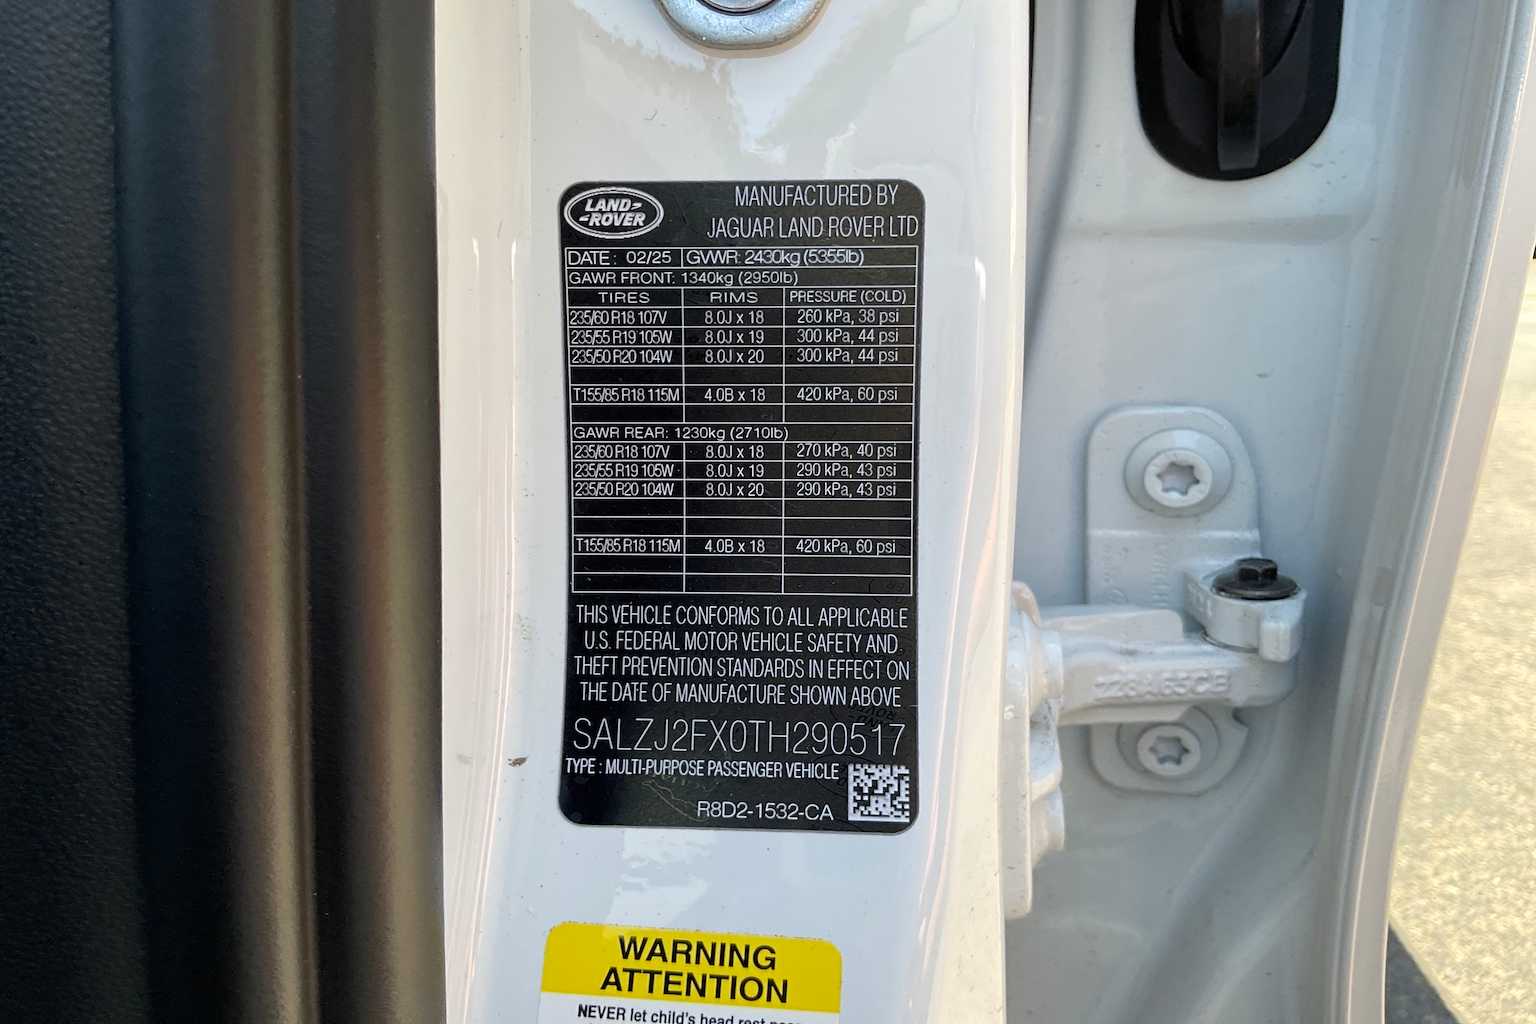 LAND-
-ROVER
MANUFACTURED BY
JAGUAR LAND ROVER LTD
DATE: 02/25 GVWR: 2430kg (5355lb)
GAWR FRONT: 1340kg (2950lb)
TIRES RIMS PRESSURE (COLD)
235/60 R18 107V 8.0J x 18 260 kPa, 38 psi
235/55 R19 105W 8.0J x 19 300 kPa, 44 psi
235/50 R20 104W 8.0J x 20 300 kPa, 44 psi
T155/85 R18 115M 4.0B x 18 420 kPa, 60 psi
GAWR REAR: 1230kg (2710lb)
235/60 R18 107V 8.0J x 18 270 kPa, 40 psi
235/55 R19 105W 8.0J x 19 290 kPa, 43 psi
235/50 R20 104W 8.0J x 20 290 kPa, 43 psi
T155/85 R18 115M 4.0B x 18 420 kPa, 60 psi
THIS VEHICLE CONFORMS TO ALL APPLICABLE
U.S. FEDERAL MOTOR VEHICLE SAFETY AND
THEFT PREVENTION STANDARDS IN EFFECT ON
THE DATE OF MANUFACTURE SHOWN ABOVE
SALZJ2FX0TH290517
TYPE : MULTI-PURPOSE PASSENGER VEHICLE
R8D2-1532-CA
WARNING
ATTENTION
NEVER let child's head rest